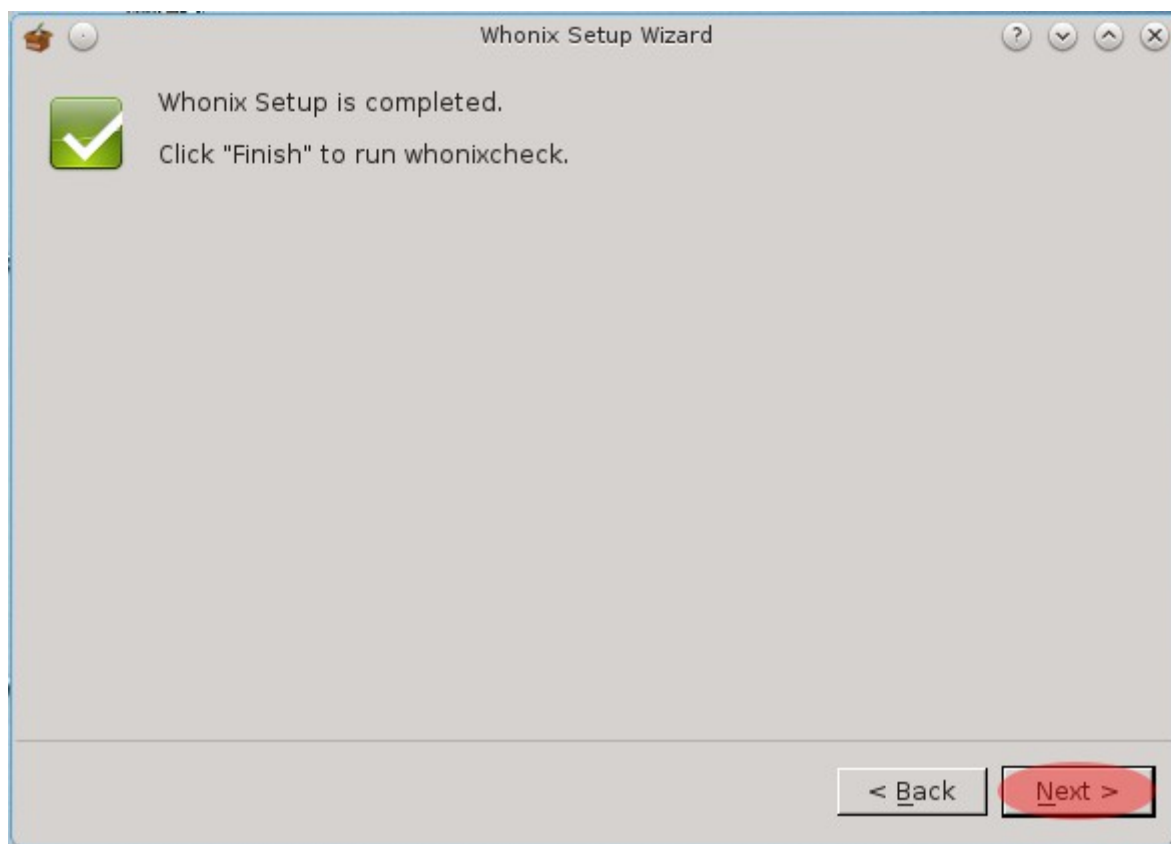 Whonix Setup Wizard
Whonix Setup is completed.
Click "Finish" to run whonixcheck.
< Back
Next >